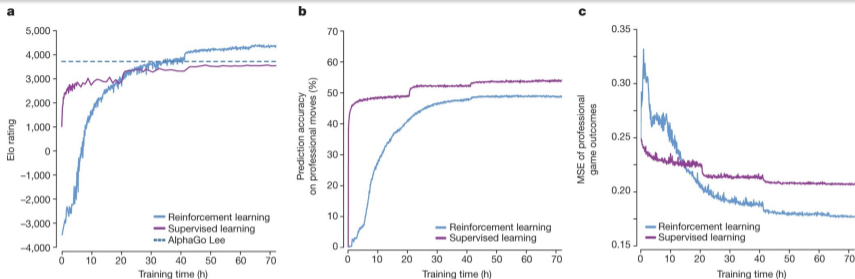 a
Elo rating
5,000
4,000
3,000
2,000
1,000
0
–1,000
–2,000
–3,000
–4,000
Reinforcement learning
Supervised learning
AlphaGo Lee
0 10 20 30 40 50 60 70
Training time (h)
b
Prediction accuracy
on professional moves (%)
70
60
50
40
30
20
10
0
Reinforcement learning
Supervised learning
0 10 20 30 40 50 60 70
Training time (h)
c
MSE of professional
game outcomes
0.35
0.30
0.25
0.20
0.15
Reinforcement learning
Supervised learning
0 10 20 30 40 50 60 70
Training time (h)